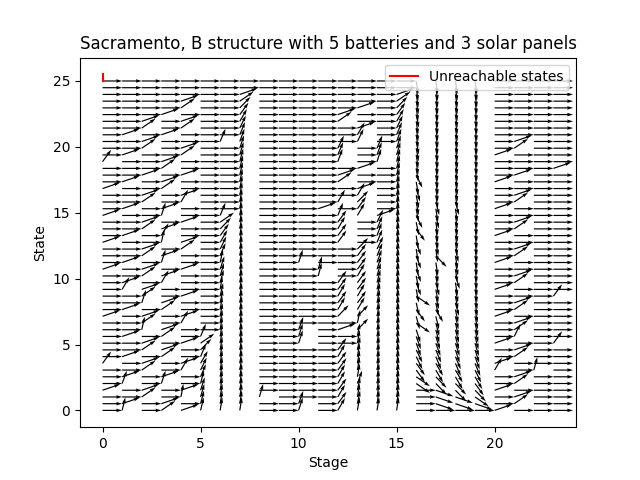 Sacramento, B structure with 5 batteries and 3 solar panels
Unreachable states
25
20
15
10
5
0
State
0 5 10 15 20
Stage